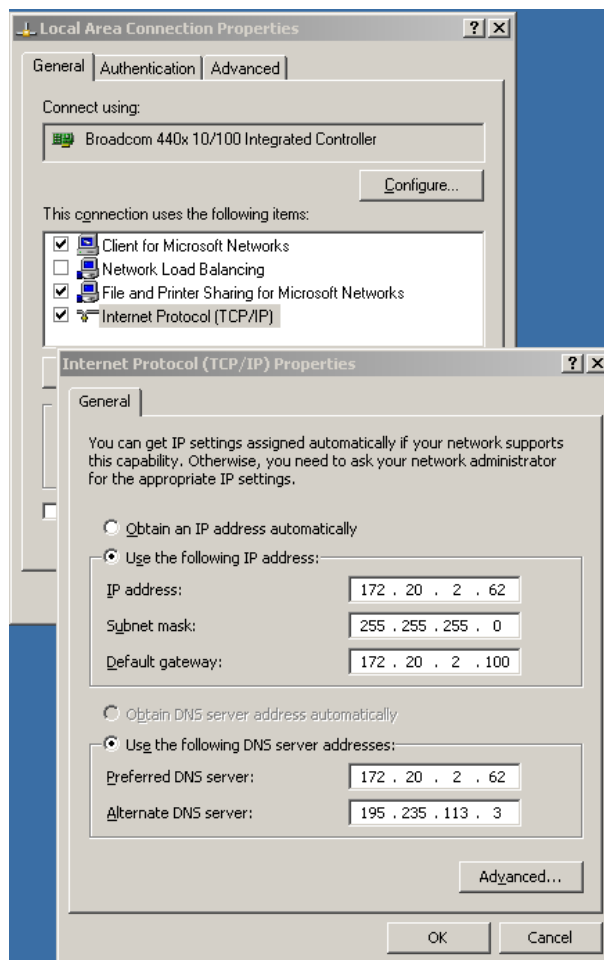 Local Area Connection Properties
General Authentication Advanced
Connect using:
Broadcom 440x 10/100 Integrated Controller
Configure...
This connection uses the following items:
Client for Microsoft Networks
Network Load Balancing
File and Printer Sharing for Microsoft Networks
Internet Protocol (TCP/IP)
Internet Protocol (TCP/IP) Properties
General
You can get IP settings assigned automatically if your network supports
this capability. Otherwise, you need to ask your network administrator
for the appropriate IP settings.
Obtain an IP address automatically
Use the following IP address:
IP address: 172 . 20 . 2 . 62
Subnet mask: 255 . 255 . 255 . 0
Default gateway: 172 . 20 . 2 . 100
Obtain DNS server address automatically
Use the following DNS server addresses:
Preferred DNS server: 172 . 20 . 2 . 62
Alternate DNS server: 195 . 235 . 113 . 3
Advanced...
OK Cancel